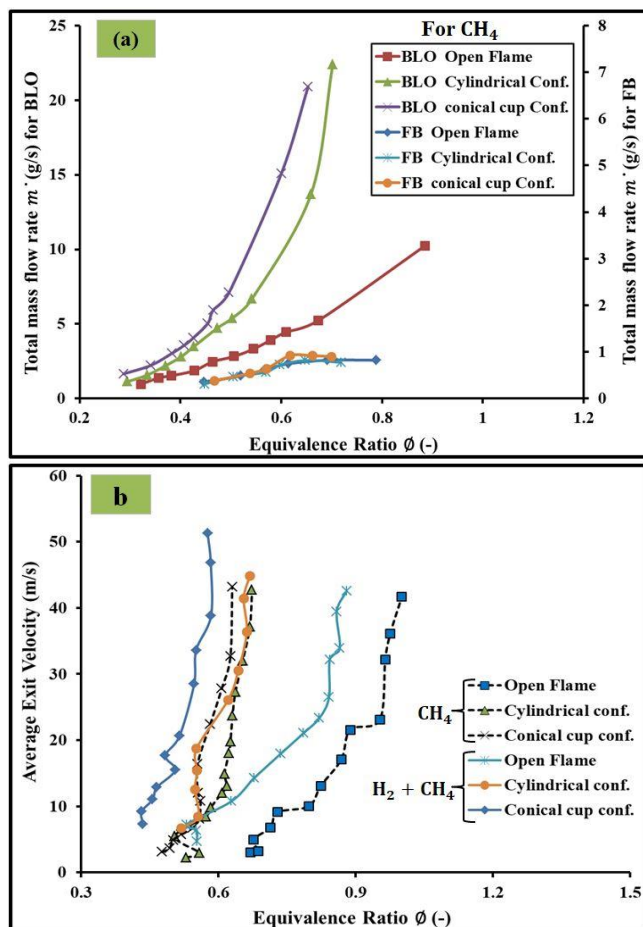 (a)
For CH₄
BLO Open Flame
BLO Cylindrical Conf.
BLO conical cup Conf.
FB Open Flame
FB Cylindrical Conf.
FB conical cup Conf.
Total mass flow rate m˙(g/s) for BLO
25
20
15
10
5
0
Total mass flow rate m˙(g/s) for FB
8
7
6
5
4
3
2
1
0
0.2 0.4 0.6 0.8 1 1.2
Equivalence Ratio Ø (-)
b
Average Exit Velocity (m/s)
60
50
40
30
20
10
0
CH₄
Open Flame
Cylindrical conf.
Conical cup conf.
H₂ + CH₄
Open Flame
Cylindrical conf.
Conical cup conf.
0.3 0.6 0.9 1.2 1.5
Equivalence Ratio Ø (-)